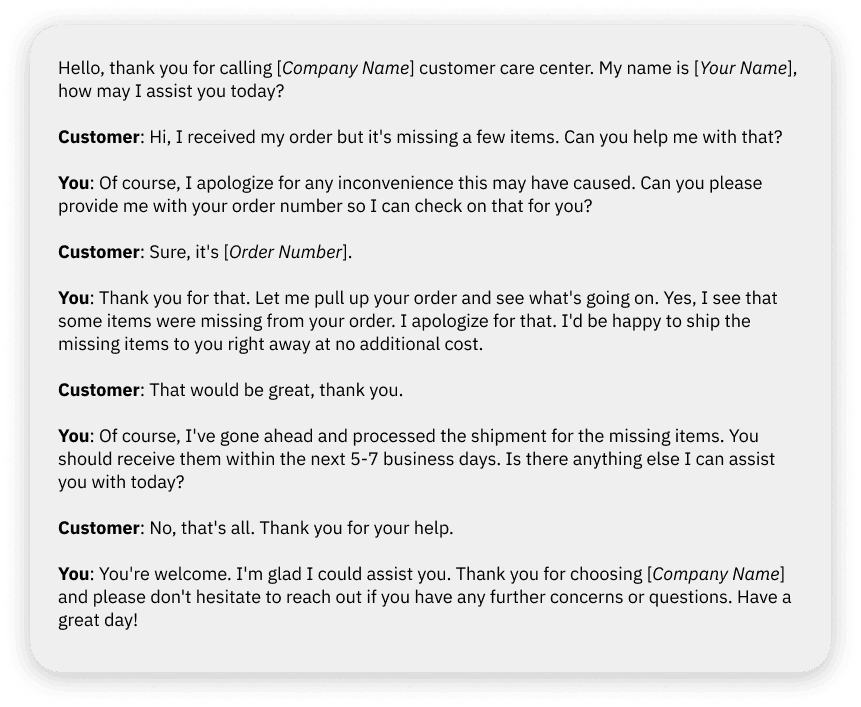 Hello, thank you for calling [Company Name] customer care center. My name is [Your Name],
how may I assist you today?
Customer: Hi, I received my order but it's missing a few items. Can you help me with that?
You: Of course, I apologize for any inconvenience this may have caused. Can you please
provide me with your order number so I can check on that for you?
Customer: Sure, it's [Order Number].
You: Thank you for that. Let me pull up your order and see what's going on. Yes, I see that
some items were missing from your order. I apologize for that. I'd be happy to ship the
missing items to you right away at no additional cost.
Customer: That would be great, thank you.
You: Of course, I've gone ahead and processed the shipment for the missing items. You
should receive them within the next 5-7 business days. Is there anything else I can assist
you with today?
Customer: No, that's all. Thank you for your help.
You: You're welcome. I'm glad I could assist you. Thank you for choosing [Company Name]
and please don't hesitate to reach out if you have any further concerns or questions. Have a
great day!